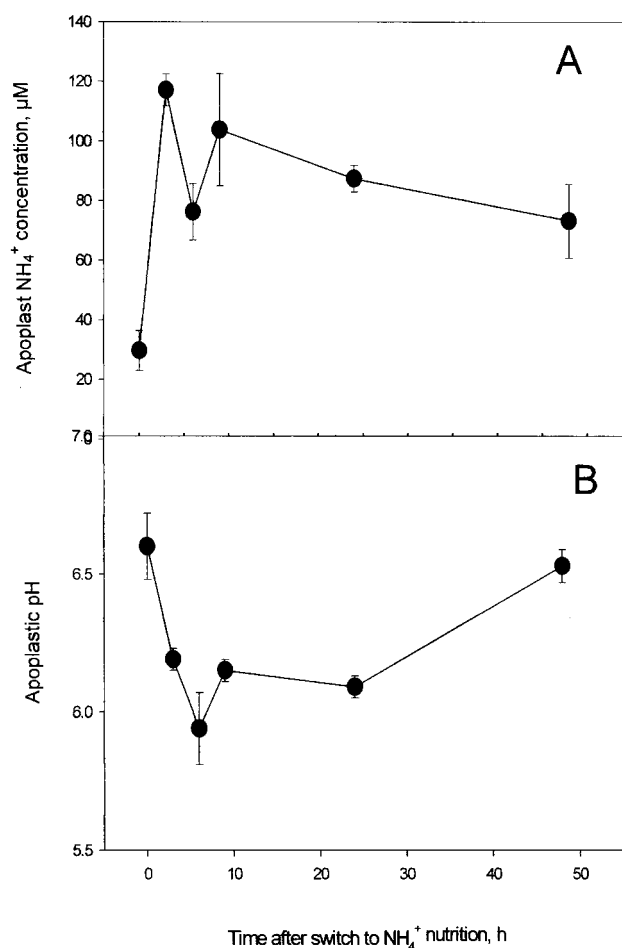 140
A
120
100
80
60
40
20
Apoplast NH₄⁺ concentration, µM
7.0
B
6.5
6.0
5.5
Apoplastic pH
0 10 20 30 40 50
Time after switch to NH₄⁺ nutrition, h